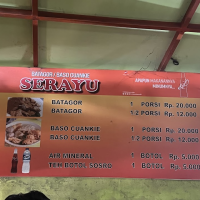 BATAGOR & BASO CUANKIE
SERAYU
BATAGOR 1 PORSI Rp. 20.000
BATAGOR 1/2 PORSI Rp. 12.000
BASO CUANKIE 1 PORSI Rp. 20.000
BASO CUANKIE 1/2 PORSI Rp. 12.000
AIR MINERAL 1 BOTOL Rp. 5.000
TEH BOTOL SOSRO 1 BOTOL Rp. 5.000